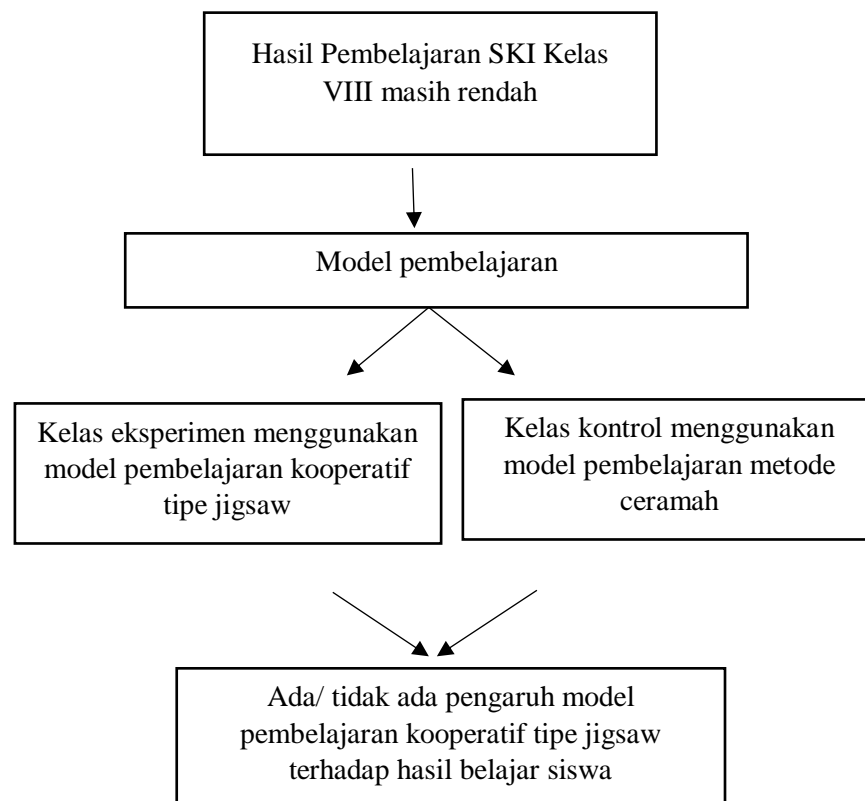 Hasil Pembelajaran SKI Kelas
VIII masih rendah
Model pembelajaran
Kelas eksperimen menggunakan
model pembelajaran kooperatif
tipe jigsaw
Kelas kontrol menggunakan
model pembelajaran metode
ceramah
Ada/ tidak ada pengaruh model
pembelajaran kooperatif tipe jigsaw
terhadap hasil belajar siswa